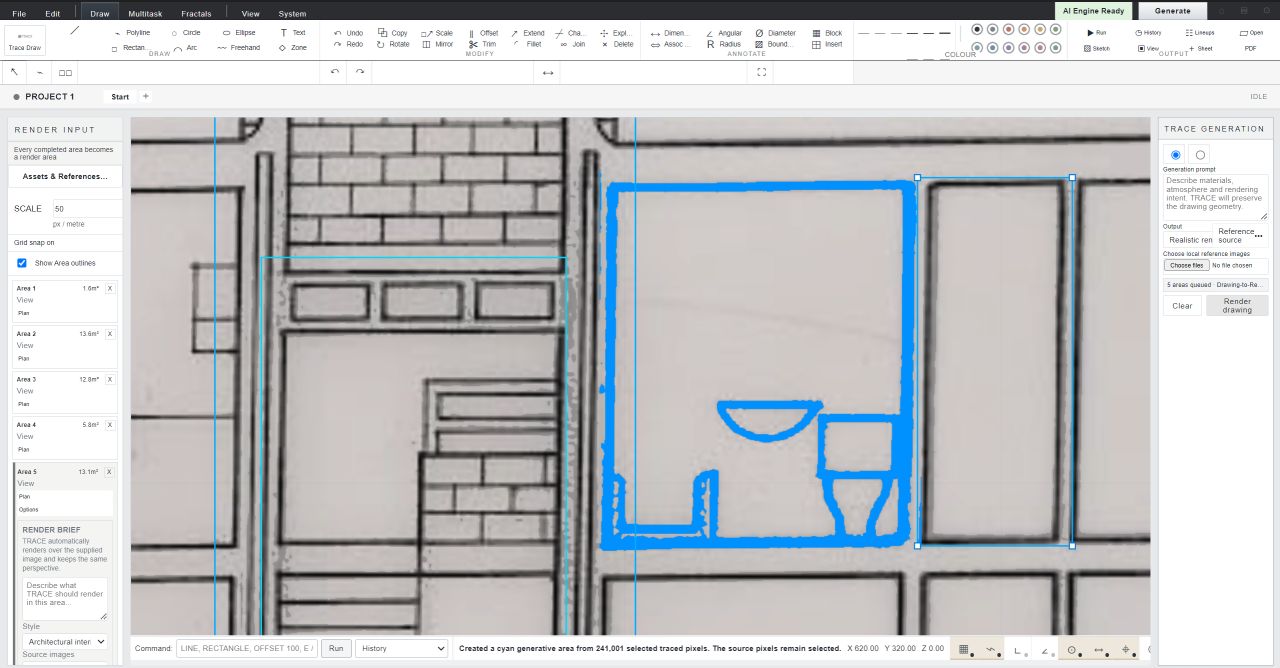 File Edit Draw Multitask Fractals View System AI Engine Ready Generate
Trace Draw
Polyline Circle Ellipse Text Undo Copy Scale Offset Extend Cha... Expl... Dimen... Angular Diameter Block Run History Lineups Open
Rectan... Arc Freehand Zone Redo Rotate Mirror Trim Fillet Join Delete Assoc ... Radius Bound... Insert Sketch View Sheet PDF
DRAW MODIFY ANNOTATE COLOUR OUTPUT
PROJECT 1 Start + IDLE
RENDER INPUT
Every completed area becomes
a render area
Assets & References...
SCALE 50
px / metre
Grid snap on
Show Area outlines
Area 1 1.6m² X
View
Plan
Area 2 13.6m² X
View
Plan
Area 3 12.8m² X
View
Plan
Area 4 5.8m² X
View
Plan
Area 5 13.1m² X
View
Plan
Options
RENDER BRIEF
TRACE automatically
renders over the supplied
image and keeps the same
perspective.
Describe what
TRACE should render
in this area...
Style
Architectural inter
Source images
TRACE GENERATION
Generation prompt
Describe materials,
atmosphere and rendering
intent. TRACE will preserve
the drawing geometry.
Output
Realistic ren
Reference
source
Choose local reference images
Choose files No file chosen
5 areas queued · Drawing-to-Re...
Clear Render
drawing
Command: LINE, RECTANGLE, OFFSET 100, E / Run History Created a cyan generative area from 241,001 selected traced pixels. The source pixels remain selected. X 620.00 Y 320.00 Z 0.00